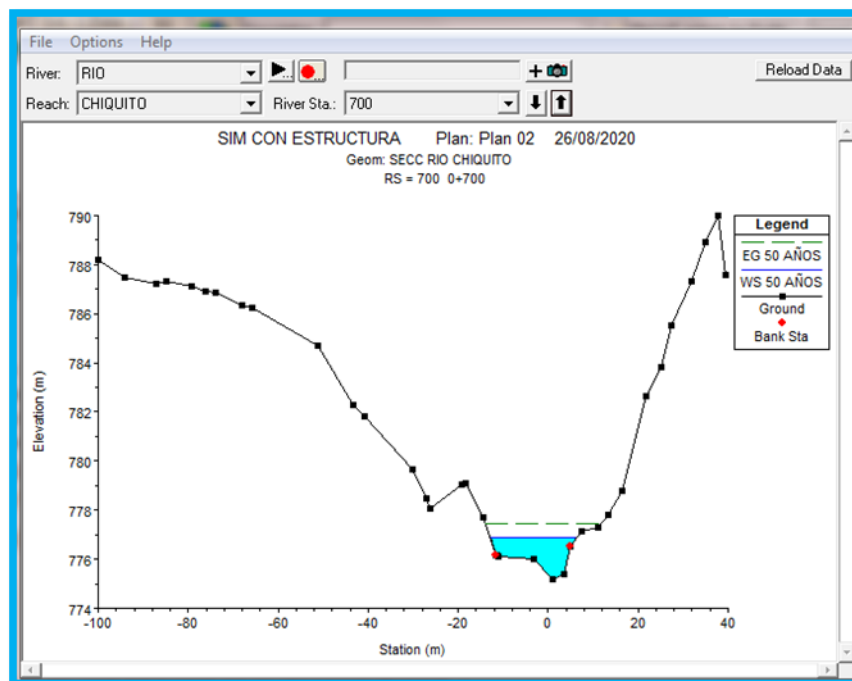 File Options Help
River: RIO Reload Data
Reach: CHIQUITO River Sta.: 700
SIM CON ESTRUCTURA Plan: Plan 02 26/08/2020
Geom: SECC RIO CHIQUITO
RS = 700 0+700
790
788
786
784
782
780
778
776
774
-100 -80 -60 -40 -20 0 20 40
Elevation (m)
Station (m)
Legend
EG 50 AÑOS
WS 50 AÑOS
Ground
Bank Sta